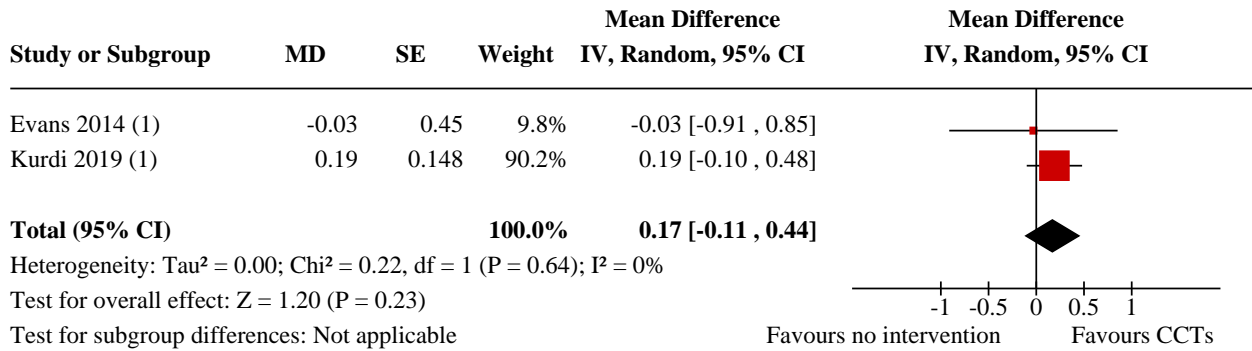 Mean Difference Mean Difference
Study or Subgroup MD SE Weight IV, Random, 95% CI IV, Random, 95% CI
Evans 2014 (1) -0.03 0.45 9.8% -0.03 [-0.91 , 0.85]
Kurdi 2019 (1) 0.19 0.148 90.2% 0.19 [-0.10 , 0.48]
Total (95% CI) 100.0% 0.17 [-0.11 , 0.44]
Heterogeneity: Tau² = 0.00; Chi² = 0.22, df = 1 (P = 0.64); I² = 0%
Test for overall effect: Z = 1.20 (P = 0.23)
-1 -0.5 0 0.5 1
Test for subgroup differences: Not applicable Favours no intervention Favours CCTs